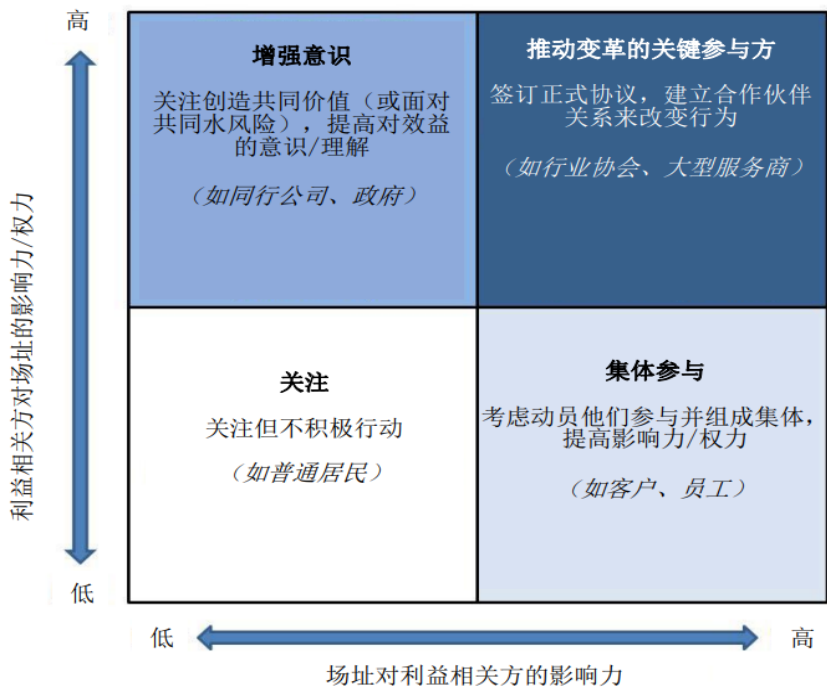 高
利益相关方对场址的影响力/权力
低
增强意识
关注创造共同价值（或面对
共同水风险），提高对效益
的意识/理解
（如同行公司、政府）
推动变革的关键参与方
签订正式协议，建立合作伙伴
关系来改变行为
（如行业协会、大型服务商）
关注
关注但不积极行动
（如普通居民）
集体参与
考虑动员他们参与并组成集体，
提高影响力/权力
（如客户、员工）
低
高
场址对利益相关方的影响力